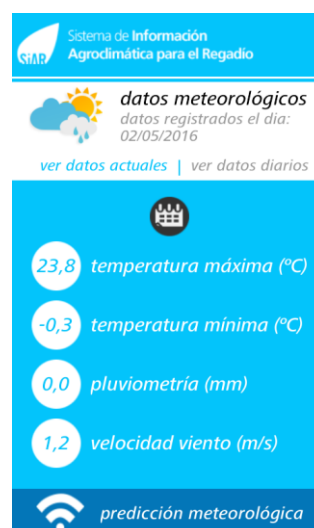 SiAR
Sistema de Información
Agroclimática para el Regadío
datos meteorológicos
datos registrados el dia:
02/05/2016
ver datos actuales | ver datos diarios
23,8 temperatura máxima (ºC)
-0,3 temperatura mínima (ºC)
0,0 pluviometría (mm)
1,2 velocidad viento (m/s)
predicción meteorológica